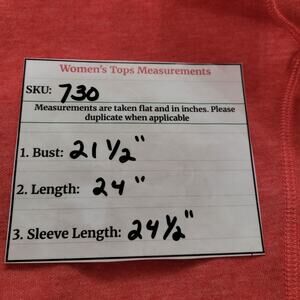 Women's Tops Measurements
SKU: 730
Measurements are taken flat and in inches. Please
duplicate when applicable
1. Bust: 21 1/2"
2. Length: 24"
3. Sleeve Length: 24 1/2"